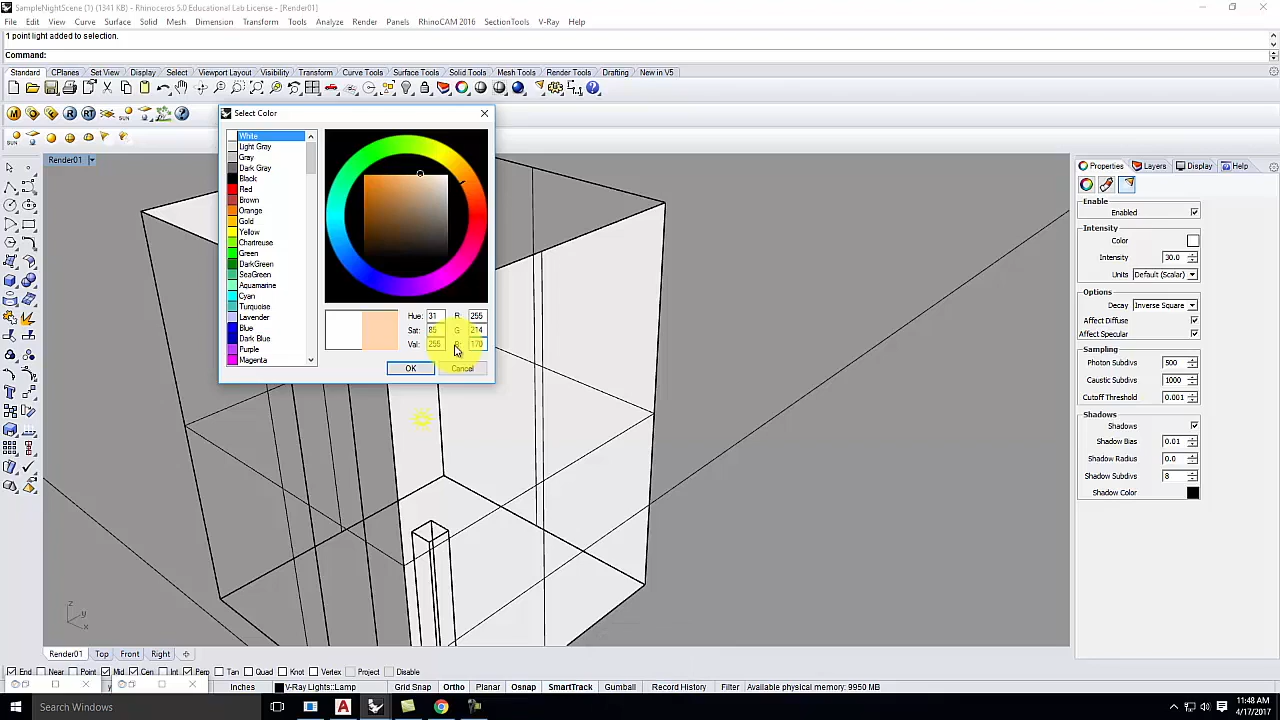 SampleNightScene (1) (1341 KB) - Rhinoceros 5.0 Educational Lab License - [Render01]
File Edit View Curve Surface Solid Mesh Dimension Transform Tools Analyze Render Panels RhinoCAM 2016 SectionTools V-Ray Help
1 point light added to selection.
Command:
Standard CPlanes Set View Display Select Viewport Layout Visibility Transform Curve Tools Surface Tools Solid Tools Mesh Tools Render Tools Drafting New in V5
Select Color
White
Light Gray
Gray
Dark Gray
Black
Red
Brown
Orange
Gold
Yellow
Chartreuse
Green
DarkGreen
SeaGreen
Aquamarine
Cyan
Turquoise
Lavender
Blue
Dark Blue
Purple
Magenta
Hue: 31 R 255
Sat: 85 G 214
Val: 255 B 170
OK Cancel
Render01
Properties Layers Display Help
Enable
Enabled
Intensity
Color
Intensity 30.0
Units Default (Scalar)
Options
Decay Inverse Square
Affect Diffuse
Affect Specular
Sampling
Photon Subdivs 500
Caustic Subdivs 1000
Cutoff Threshold 0.001
Shadows
Shadows
Shadow Bias 0.01
Shadow Radius 0.0
Shadow Subdivs 8
Shadow Color
z
y
x
Render01 Top Front Right
End Near Point Mid Cen Int Perp Tan Quad Knot Vertex Project Disable
Inches V-Ray Lights::Lamp Grid Snap Ortho Planar Osnap SmartTrack Gumball Record History Filter Available physical memory: 9950 MB
Search Windows
11:48 AM
4/17/2017